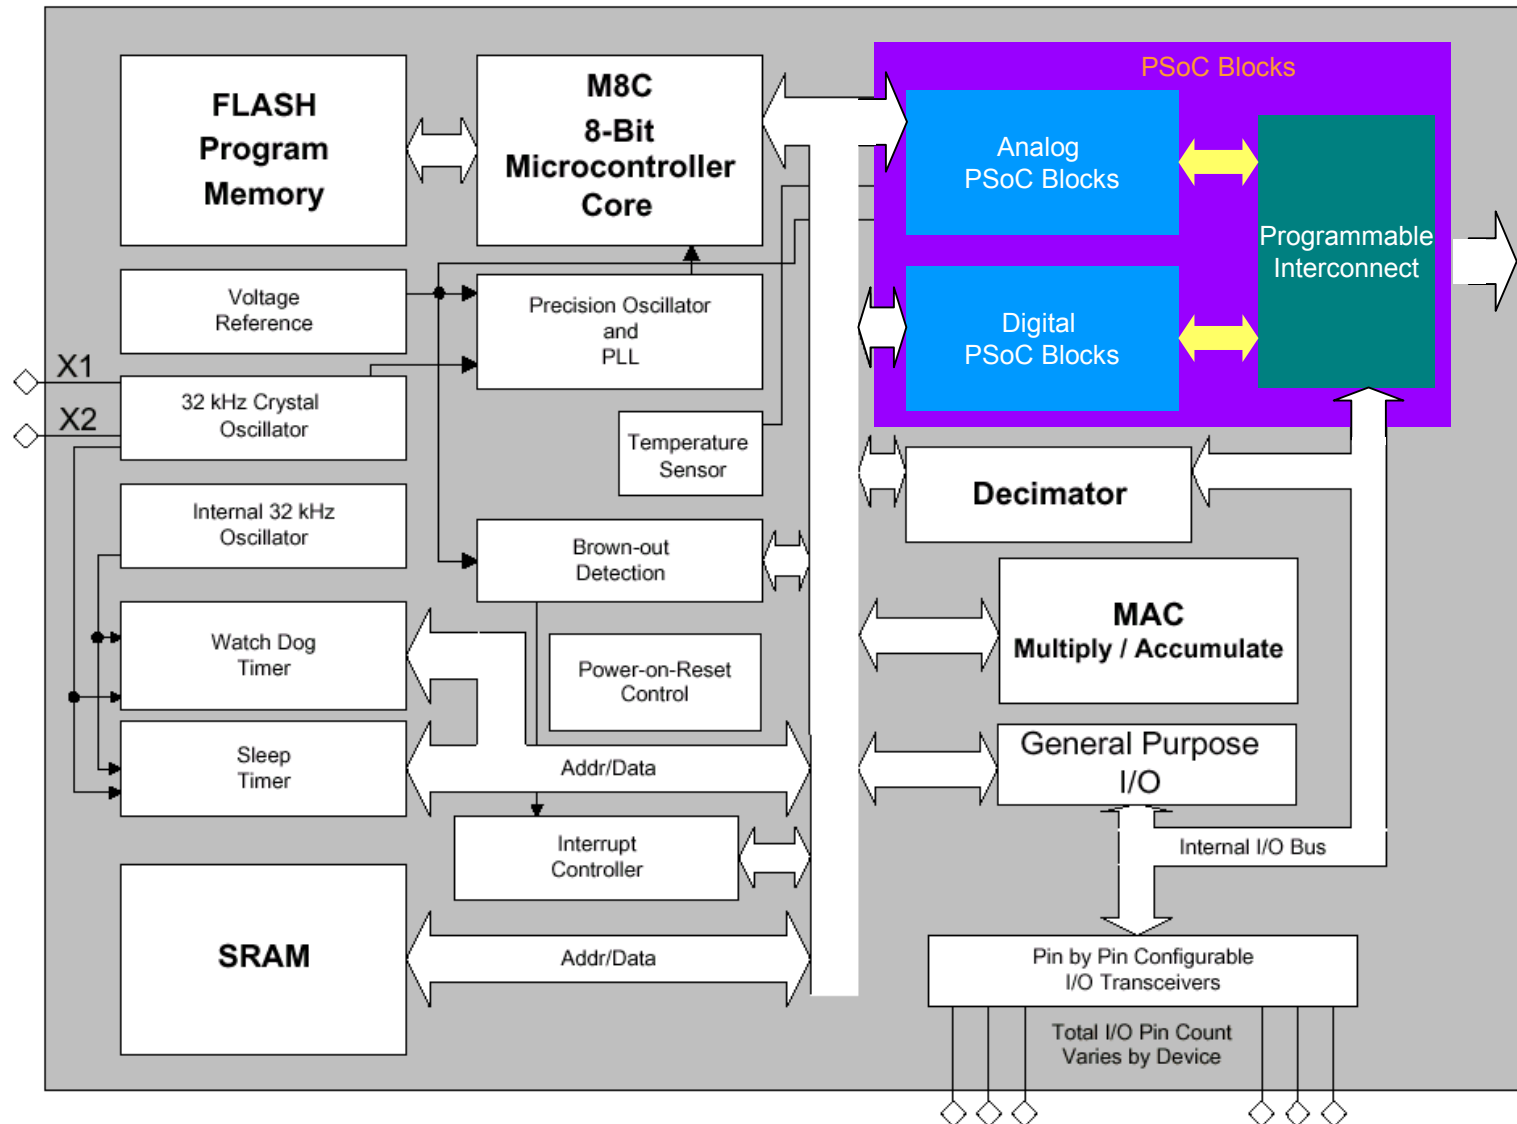 FLASH
Program
Memory
M8C
8-Bit
Microcontroller
Core
PSoC Blocks
Analog
PSoC Blocks
Programmable
Interconnect
Digital
PSoC Blocks
Voltage
Reference
Precision Oscillator
and
PLL
X1
X2
32 kHz Crystal
Oscillator
Temperature
Sensor
Decimator
Internal 32 kHz
Oscillator
Brown-out
Detection
MAC
Multiply / Accumulate
Watch Dog
Timer
Power-on-Reset
Control
Sleep
Timer
Addr/Data
General Purpose
I/O
Interrupt
Controller
Internal I/O Bus
SRAM
Addr/Data
Pin by Pin Configurable
I/O Transceivers
Total I/O Pin Count
Varies by Device